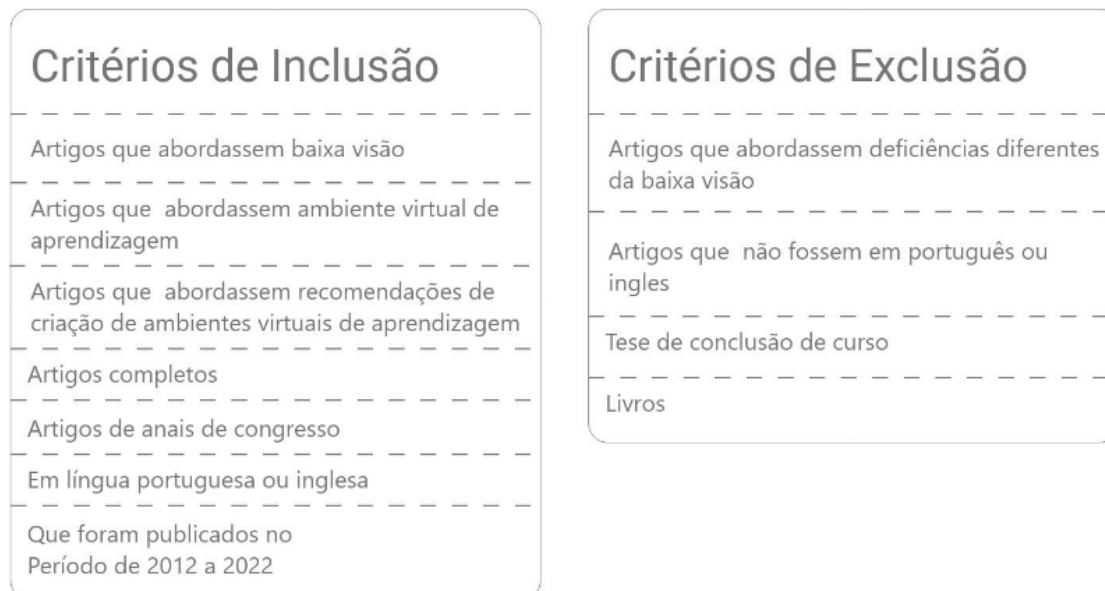 Critérios de Inclusão
Artigos que abordassem baixa visão
Artigos que abordassem ambiente virtual de
aprendizagem
Artigos que abordassem recomendações de
criação de ambientes virtuais de aprendizagem
Artigos completos
Artigos de anais de congresso
Em língua portuguesa ou inglesa
Que foram publicados no
Período de 2012 a 2022
Critérios de Exclusão
Artigos que abordassem deficiências diferentes
da baixa visão
Artigos que não fossem em português ou
ingles
Tese de conclusão de curso
Livros